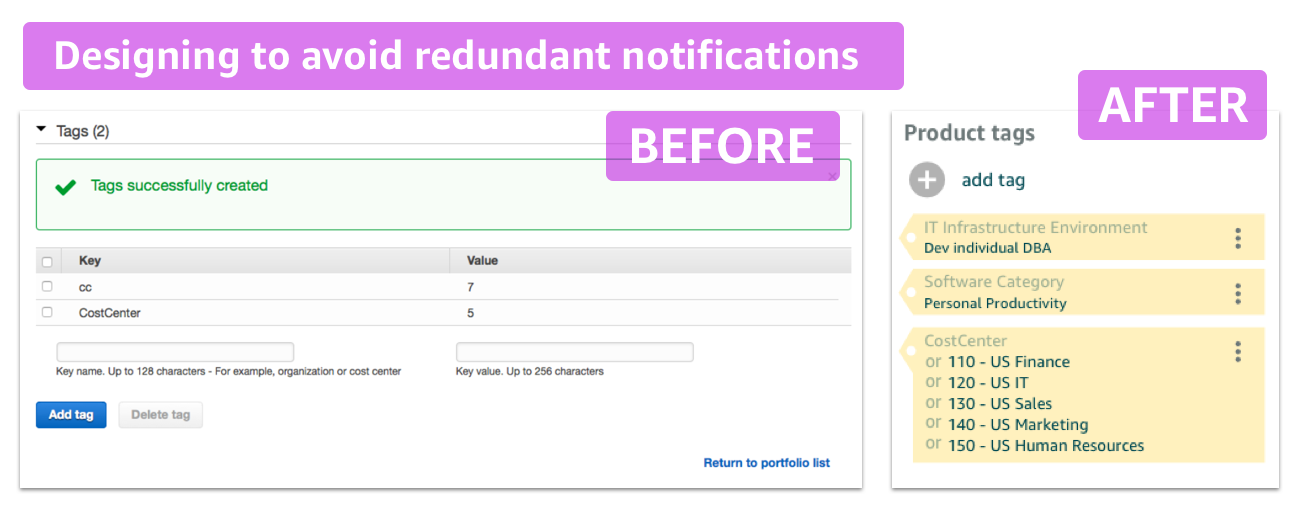 Designing to avoid redundant notifications
BEFORE
Tags (2)
Tags successfully created
×
Key Value
cc 7
CostCenter 5
Key name. Up to 128 characters - For example, organization or cost center Key value. Up to 256 characters
Add tag Delete tag
Return to portfolio list
AFTER
Product tags
+ add tag
IT Infrastructure Environment
Dev individual DBA
Software Category
Personal Productivity
CostCenter
or 110 - US Finance
or 120 - US IT
or 130 - US Sales
or 140 - US Marketing
or 150 - US Human Resources